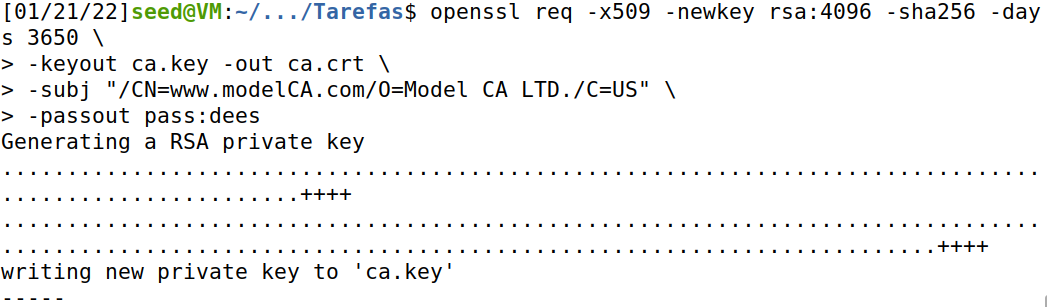 [01/21/22]seed@VM:~/.../Tarefas$ openssl req -x509 -newkey rsa:4096 -sha256 -day
s 3650 \
> -keyout ca.key -out ca.crt \
> -subj "/CN=www.modelCA.com/O=Model CA LTD./C=US" \
> -passout pass:dees
Generating a RSA private key
................................................................................
.......................++++
................................................................................
........................................................................++++
writing new private key to 'ca.key'
-----